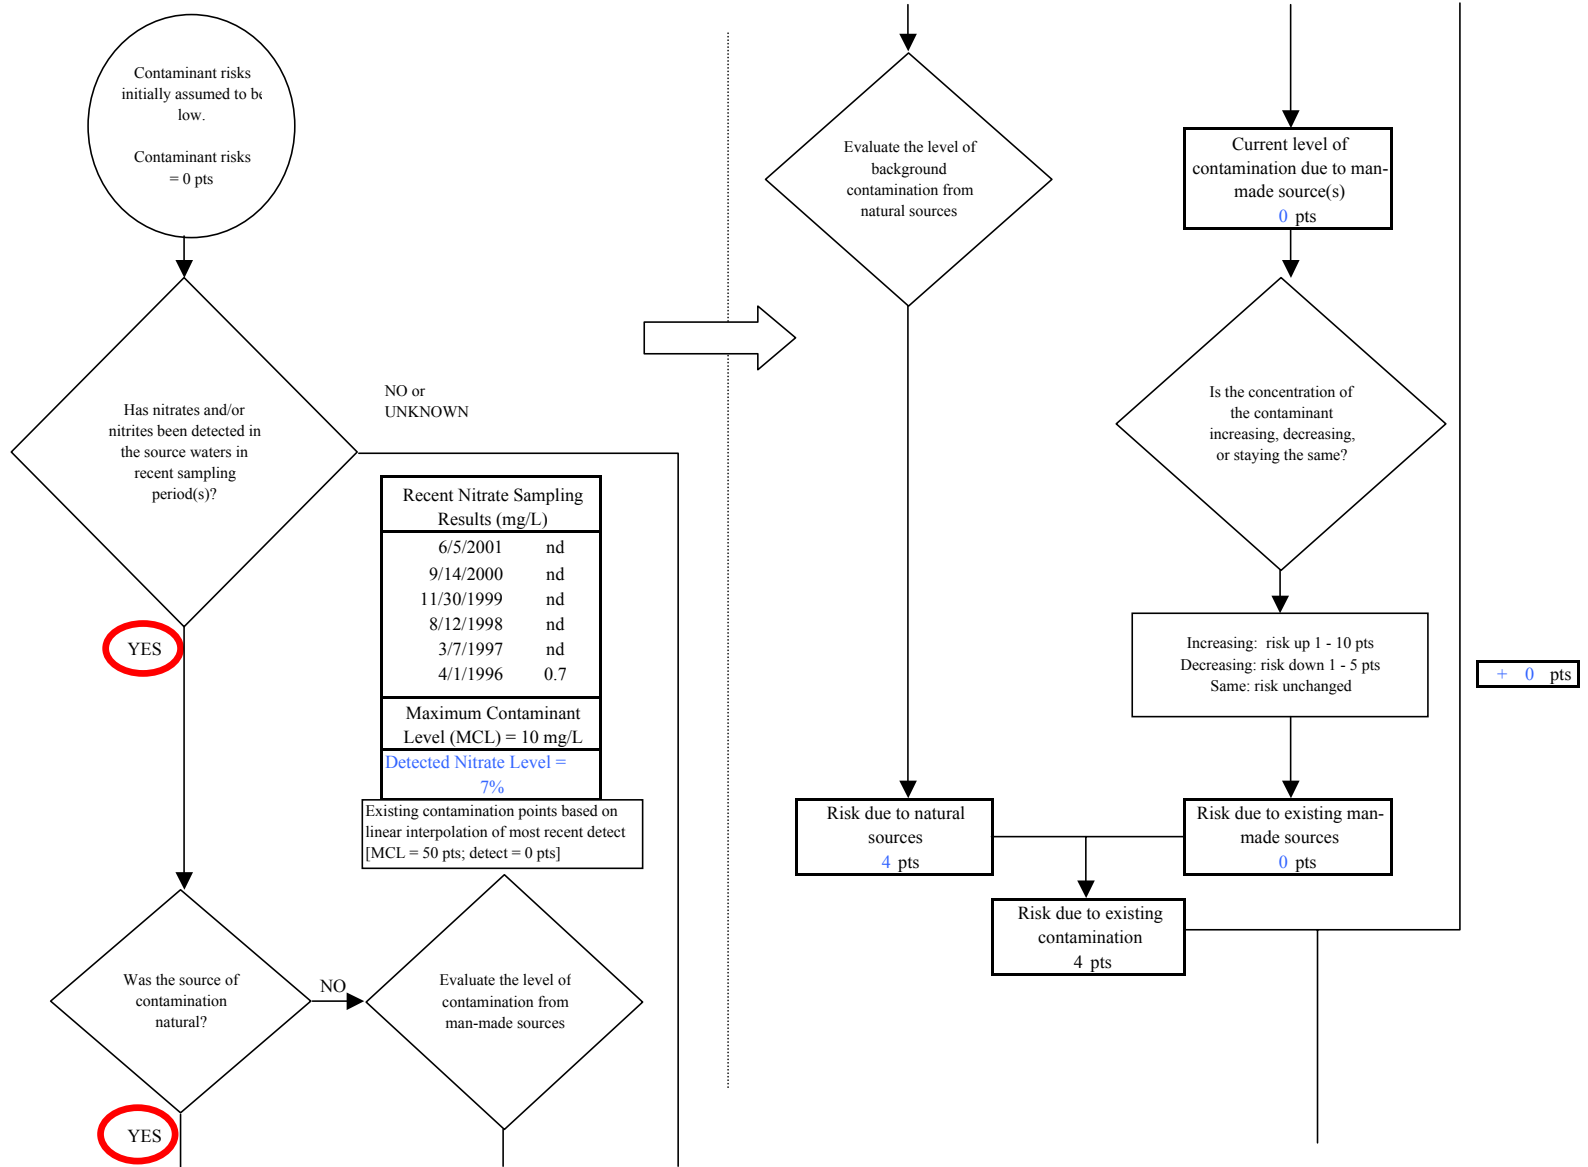 Contaminant risks
initially assumed to be
low.
Contaminant risks
= 0 pts
Has nitrates and/or
nitrites been detected in
the source waters in
recent sampling
period(s)?
NO or
UNKNOWN
YES
Recent Nitrate Sampling
Results (mg/L)
6/5/2001 nd
9/14/2000 nd
11/30/1999 nd
8/12/1998 nd
3/7/1997 nd
4/1/1996 0.7
Maximum Contaminant
Level (MCL) = 10 mg/L
Detected Nitrate Level =
7%
Existing contamination points based on
linear interpolation of most recent detect
[MCL = 50 pts; detect = 0 pts]
Was the source of
contamination
natural?
NO
Evaluate the level of
contamination from
man-made sources
YES
Evaluate the level of
background
contamination from
natural sources
Current level of
contamination due to man-
made source(s)
0 pts
Is the concentration of
the contaminant
increasing, decreasing,
or staying the same?
Increasing: risk up 1 - 10 pts
Decreasing: risk down 1 - 5 pts
Same: risk unchanged
+ 0 pts
Risk due to natural
sources
4 pts
Risk due to existing man-
made sources
0 pts
Risk due to existing
contamination
4 pts